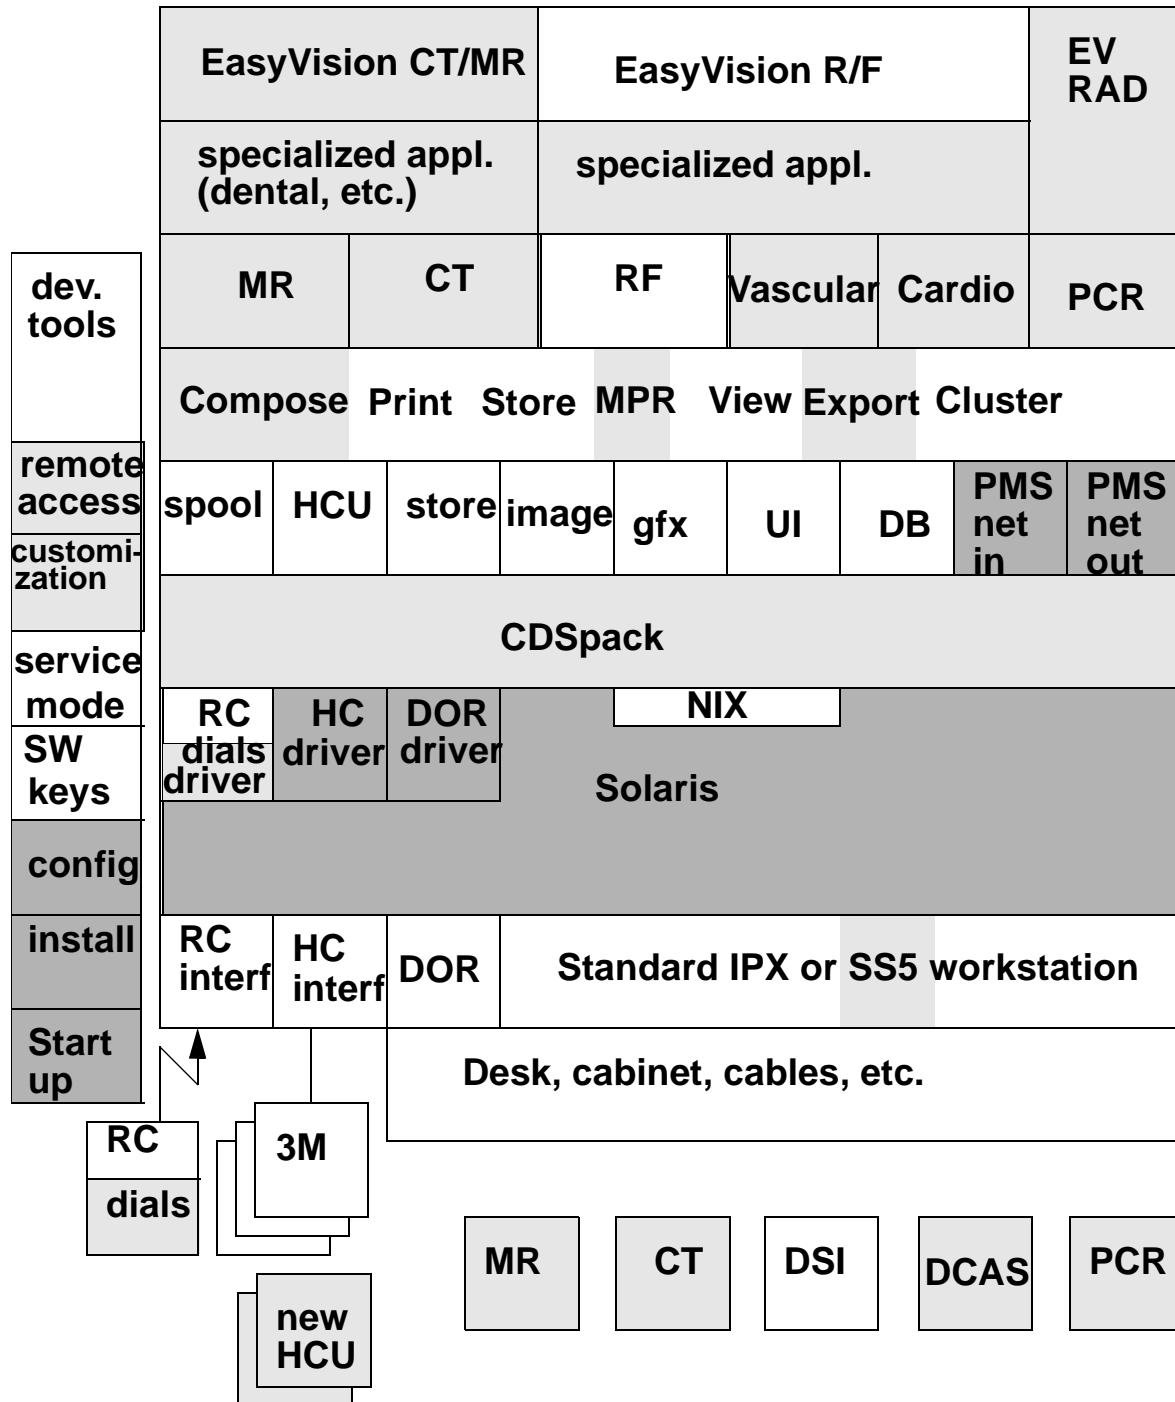 EasyVision CT/MR
EasyVision R/F
EV
RAD
specialized appl.
(dental, etc.)
specialized appl.
MR
CT
RF
Vascular
Cardio
PCR
dev.
tools
Compose
Print
Store
MPR
View
Export
Cluster
remote
access
spool
HCU
store
image
gfx
UI
DB
PMS
net
in
PMS
net
out
customi-
zation
CDSpack
service
mode
RC
dials
driver
HC
driver
DOR
driver
NIX
SW
keys
Solaris
config
install
RC
interf
HC
interf
DOR
Standard IPX or SS5 workstation
Start
up
Desk, cabinet, cables, etc.
RC
dials
3M
MR
CT
DSI
DCAS
PCR
new
HCU